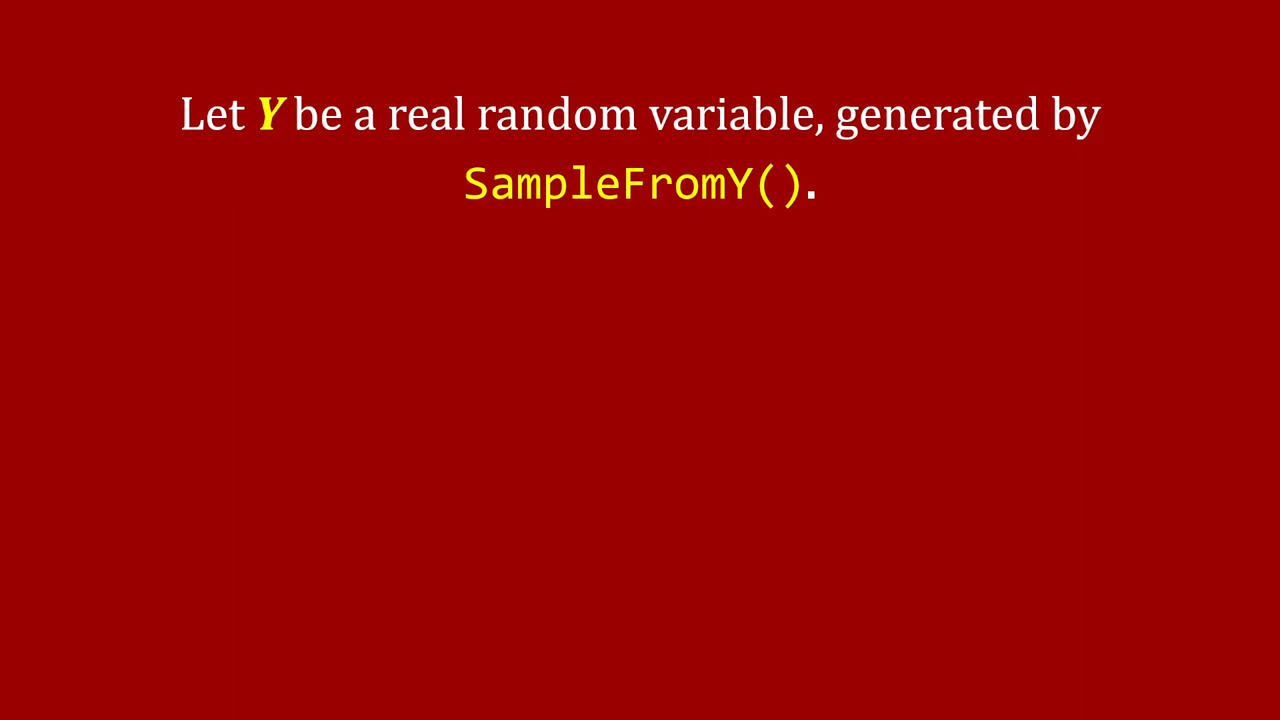 Let Y be a real random variable, generated by
SampleFromY().